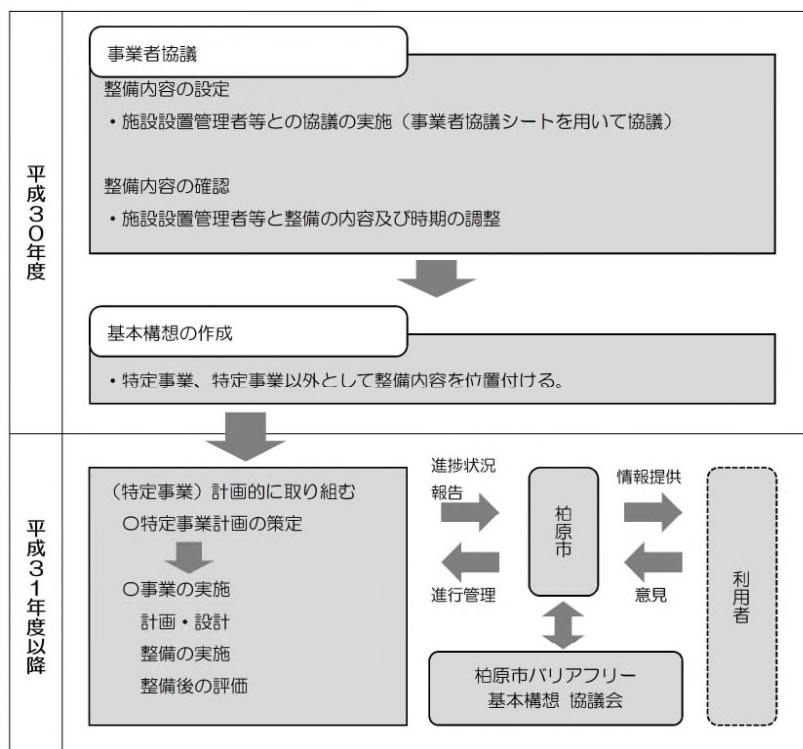 平成30年度
事業者協議
整備内容の設定
・施設設置管理者等との協議の実施（事業者協議シートを用いて協議）
整備内容の確認
・施設設置管理者等と整備の内容及び時期の調整
基本構想の作成
・特定事業、特定事業以外として整備内容を位置付ける。
平成31年度以降
（特定事業）計画的に取り組む
〇特定事業計画の策定
〇事業の実施
計画・設計
整備の実施
整備後の評価
進捗状況
報告
進行管理
柏原市
情報提供
意見
利用者
柏原市バリアフリー
基本構想 協議会